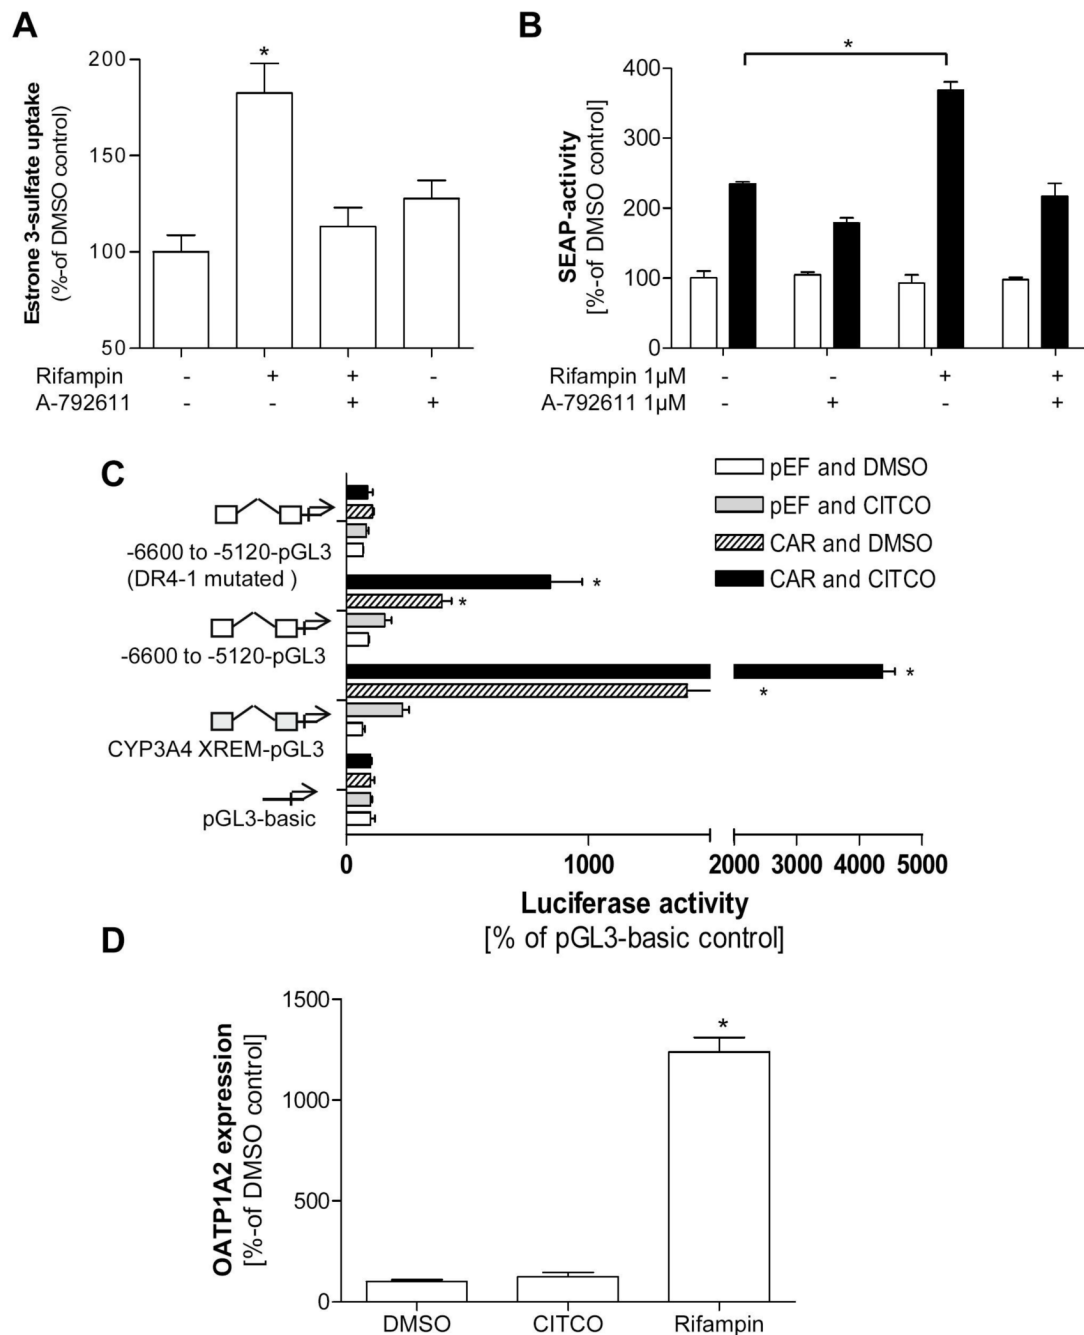 A
Estrone 3-sulfate uptake
(%-of DMSO control)
200
150
100
50
*
Rifampin - + + -
A-792611 - - + +
B
SEAP-activity
[%-of DMSO control]
400
300
200
100
0
*
Rifampin 1µM - - + +
A-792611 1µM - + - +
C
pEF and DMSO
pEF and CITCO
CAR and DMSO
CAR and CITCO
-6600 to -5120-pGL3
(DR4-1 mutated )
*
*
-6600 to -5120-pGL3
*
*
CYP3A4 XREM-pGL3
pGL3-basic
0 1000 2000 3000 4000 5000
Luciferase activity
[% of pGL3-basic control]
D
OATP1A2 expression
[%-of DMSO control]
1500
1000
500
0
*
DMSO CITCO Rifampin